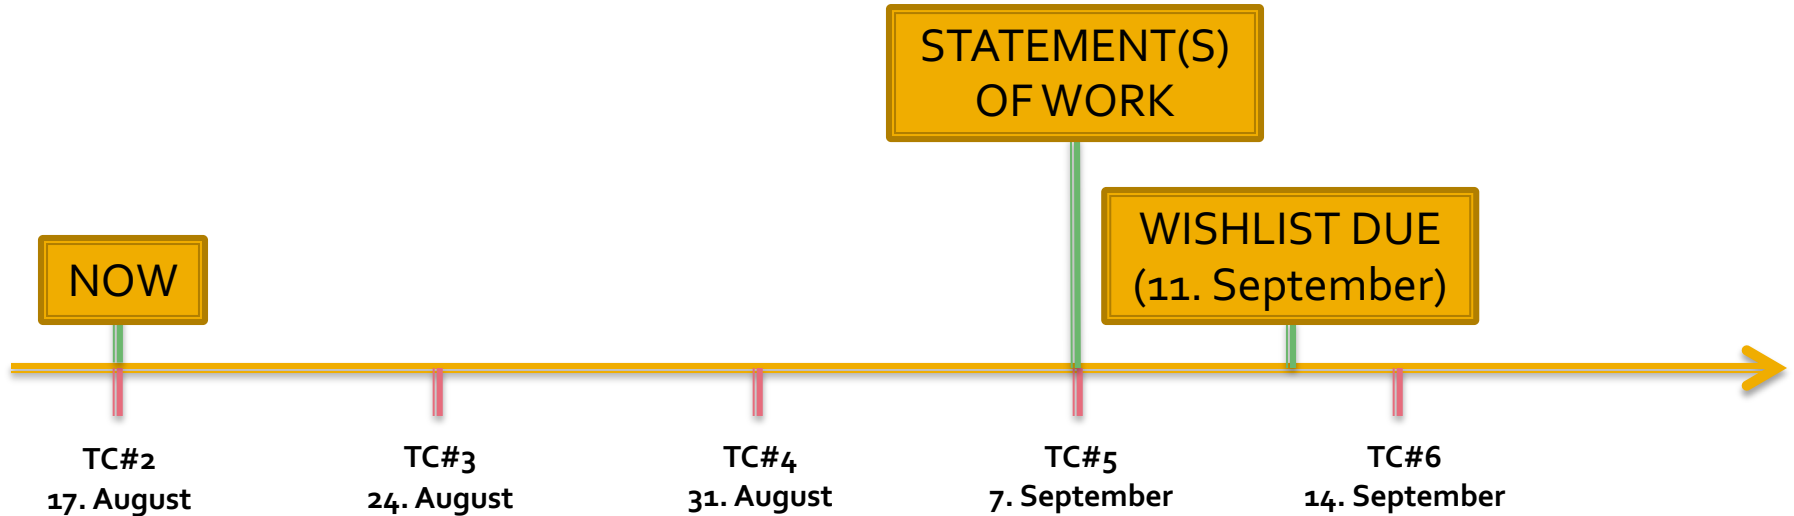 STATEMENT(S)
OF WORK
WISHLIST DUE
(11. September)
NOW
TC#2
17. August
TC#3
24. August
TC#4
31. August
TC#5
7. September
TC#6
14. September